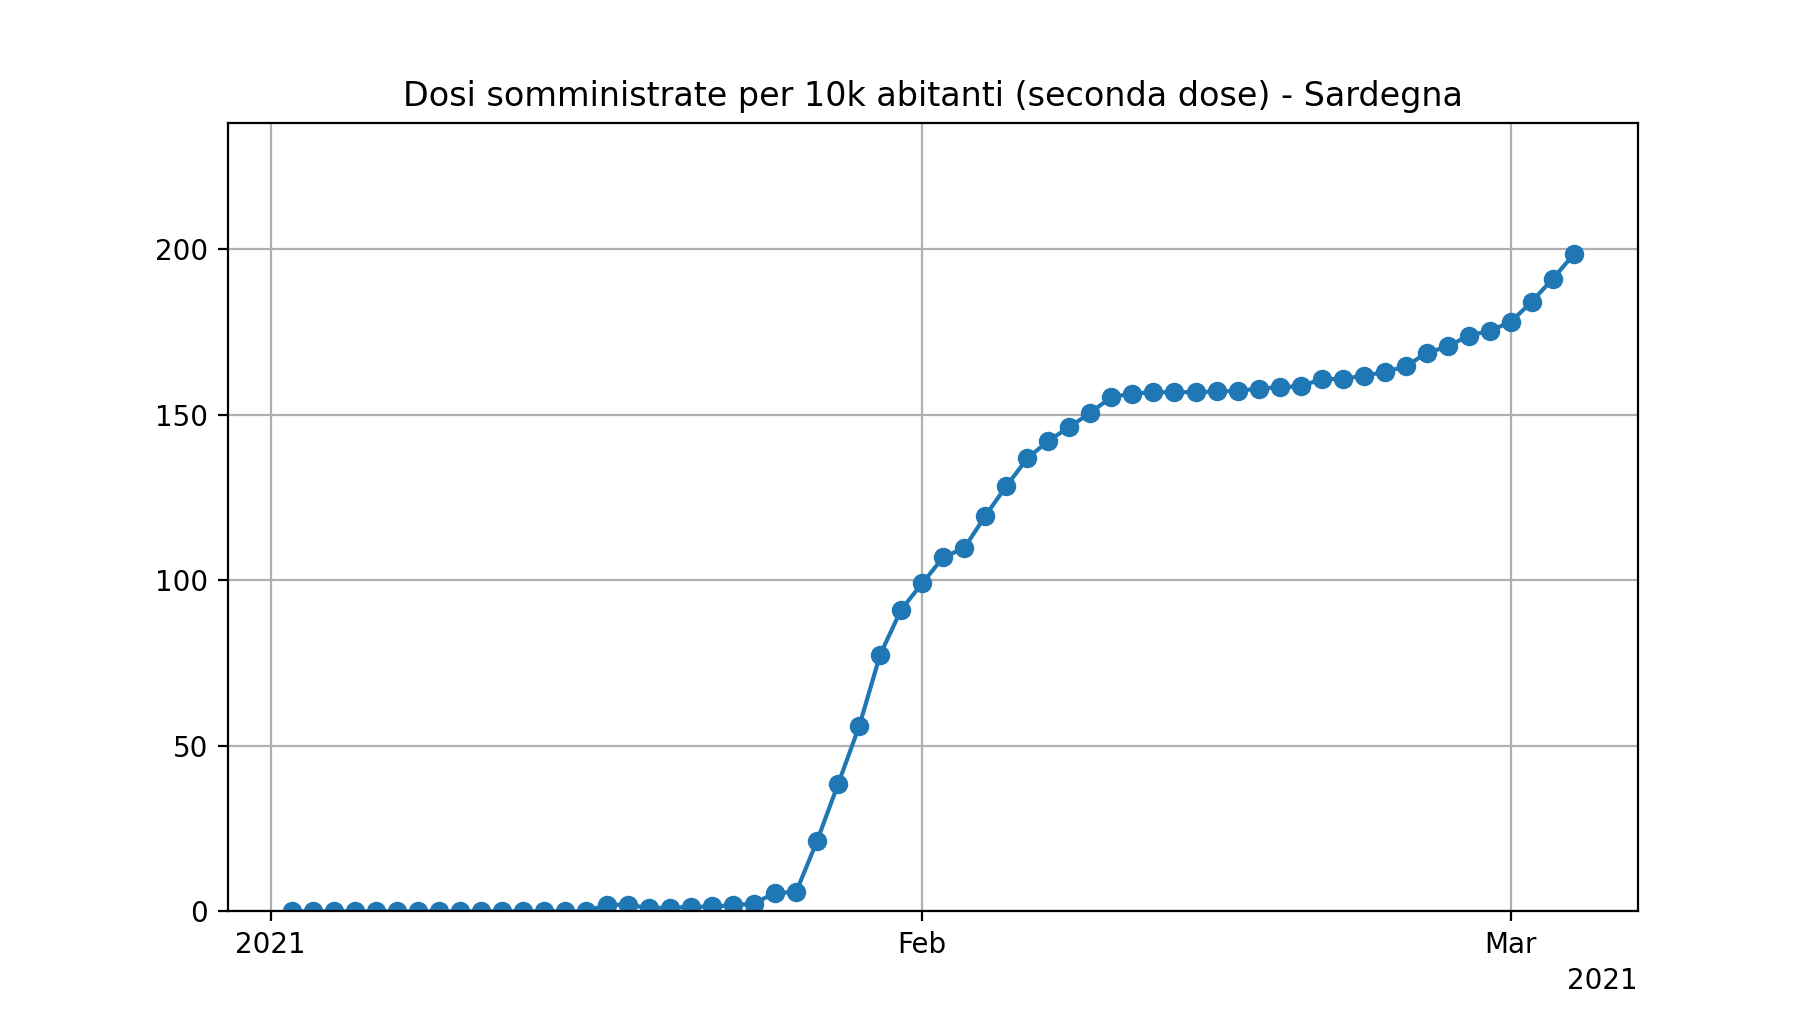 Dosi somministrate per 10k abitanti (seconda dose) - Sardegna
200
150
100
50
0
2021
Feb
Mar
2021